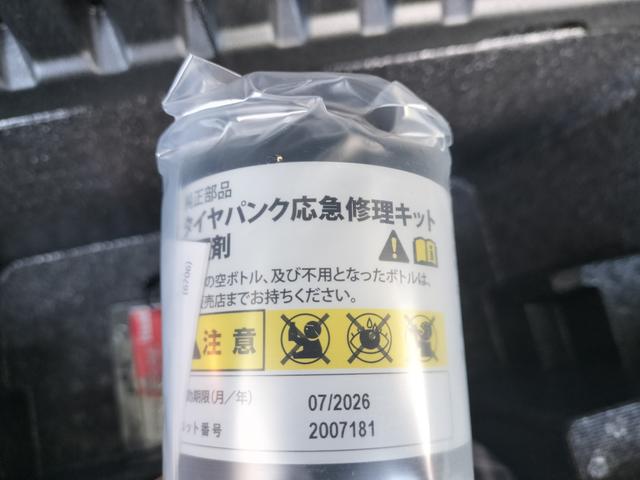 純正部品
タイヤパンク応急修理キット
剤
の空ボトル、及び不用となったボトルは、
売店までお持ちください。
注意
効期限(月/年) 07/2026
ット番号 2007181
(6706)